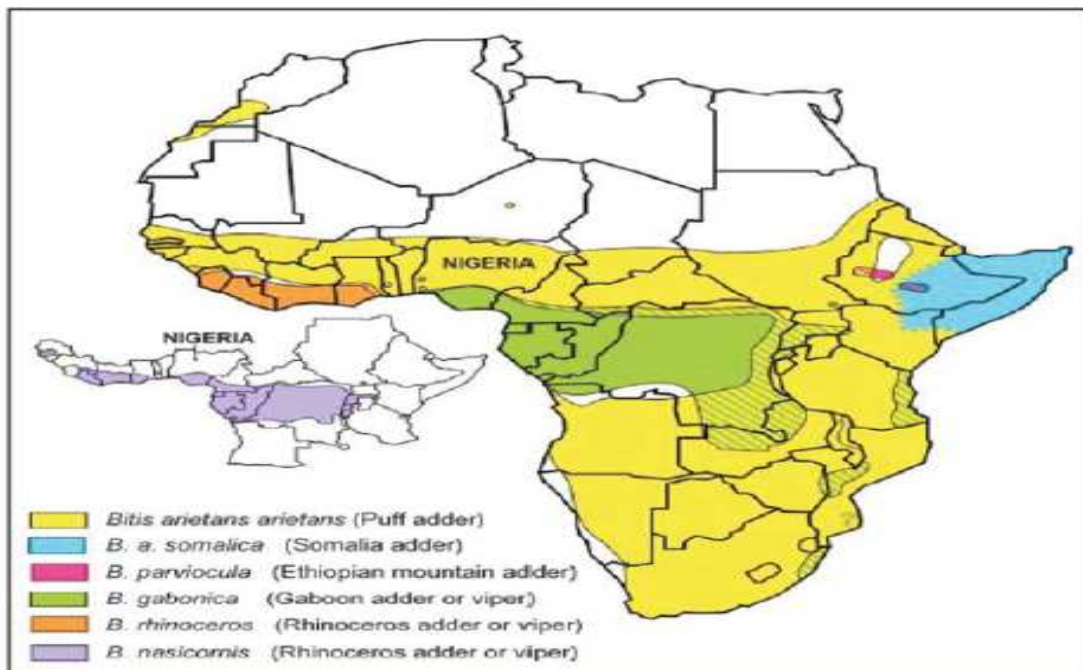 NIGERIA
NIGERIA
Bitis arietans arietans (Puff adder)
B. a. somalica (Somalia adder)
B. parviocula (Ethiopian mountain adder)
B. gabonica (Gaboon adder or viper)
B. rhinoceros (Rhinoceros adder or viper)
B. nasicornis (Rhinoceros adder or viiper)